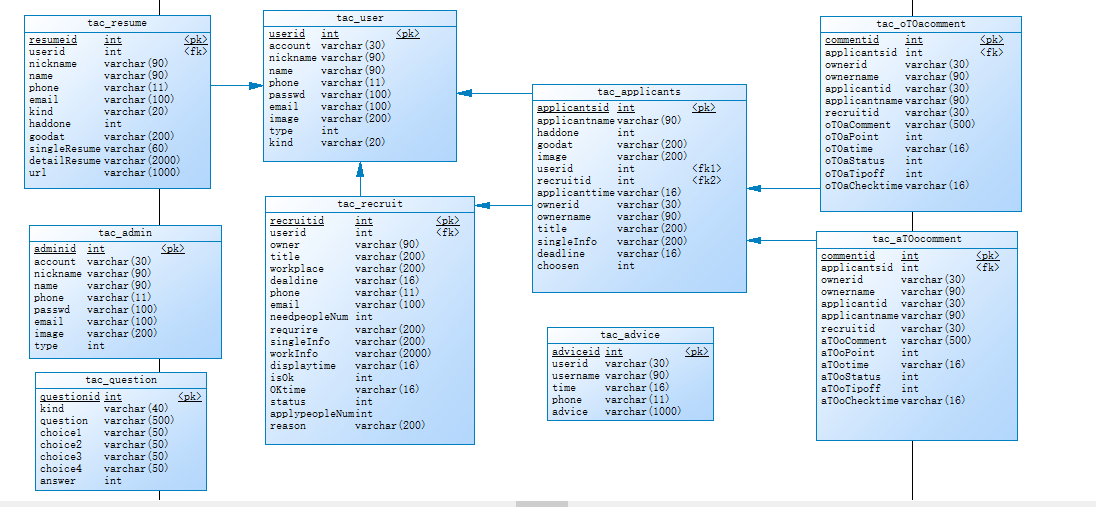 tac_resume
resumeid int <pk>
userid int <fk>
nickname varchar(90)
name varchar(90)
phone varchar(11)
email varchar(100)
kind varchar(20)
haddone int
goodat varchar(200)
singleResume varchar(60)
detailResume varchar(2000)
url varchar(1000)
tac_user
userid int <pk>
account varchar(30)
nickname varchar(90)
name varchar(90)
phone varchar(11)
passwd varchar(100)
email varchar(100)
image varchar(200)
type int
kind varchar(20)
tac_applicants
applicantsid int <pk>
applicantname varchar(90)
haddone int
goodat varchar(200)
image varchar(200)
userid int <fk1>
recruitid int <fk2>
applicanttime varchar(16)
ownerid varchar(30)
ownername varchar(90)
title varchar(200)
singleInfo varchar(200)
deadline varchar(16)
choosen int
tac_oTOacomment
commentid int <pk>
applicantsid int <fk>
ownerid varchar(30)
ownername varchar(90)
applicantid varchar(30)
applicantname varchar(90)
recruitid varchar(30)
oTOaComment varchar(500)
oTOaPoint int
oTOatime varchar(16)
oTOaStatus int
oTOaTipoff int
oTOaChecktime varchar(16)
tac_admin
adminid int <pk>
account varchar(30)
nickname varchar(90)
name varchar(90)
phone varchar(11)
passwd varchar(100)
email varchar(100)
image varchar(200)
type int
tac_recruit
recruitid int <pk>
userid int <fk>
owner varchar(90)
title varchar(200)
workplace varchar(200)
dealdine varchar(16)
phone varchar(11)
email varchar(100)
needpeopleNum int
requrire varchar(200)
singleInfo varchar(200)
workInfo varchar(2000)
displaytime varchar(16)
isOk int
OKtime varchar(16)
status int
applypeopleNum int
reason varchar(200)
tac_aTOocomment
commentid int <pk>
applicantsid int <fk>
ownerid varchar(30)
ownername varchar(90)
applicantid varchar(30)
applicantname varchar(90)
recruitid varchar(30)
aTOoComment varchar(500)
aTOoPoint int
aTOotime varchar(16)
aTOoStatus int
aTOoTipoff int
aTOoChecktime varchar(16)
tac_advice
adviceid int <pk>
userid varchar(30)
username varchar(90)
time varchar(16)
phone varchar(11)
advice varchar(1000)
tac_question
questionid int <pk>
kind varchar(40)
question varchar(500)
choice1 varchar(50)
choice2 varchar(50)
choice3 varchar(50)
choice4 varchar(50)
answer int